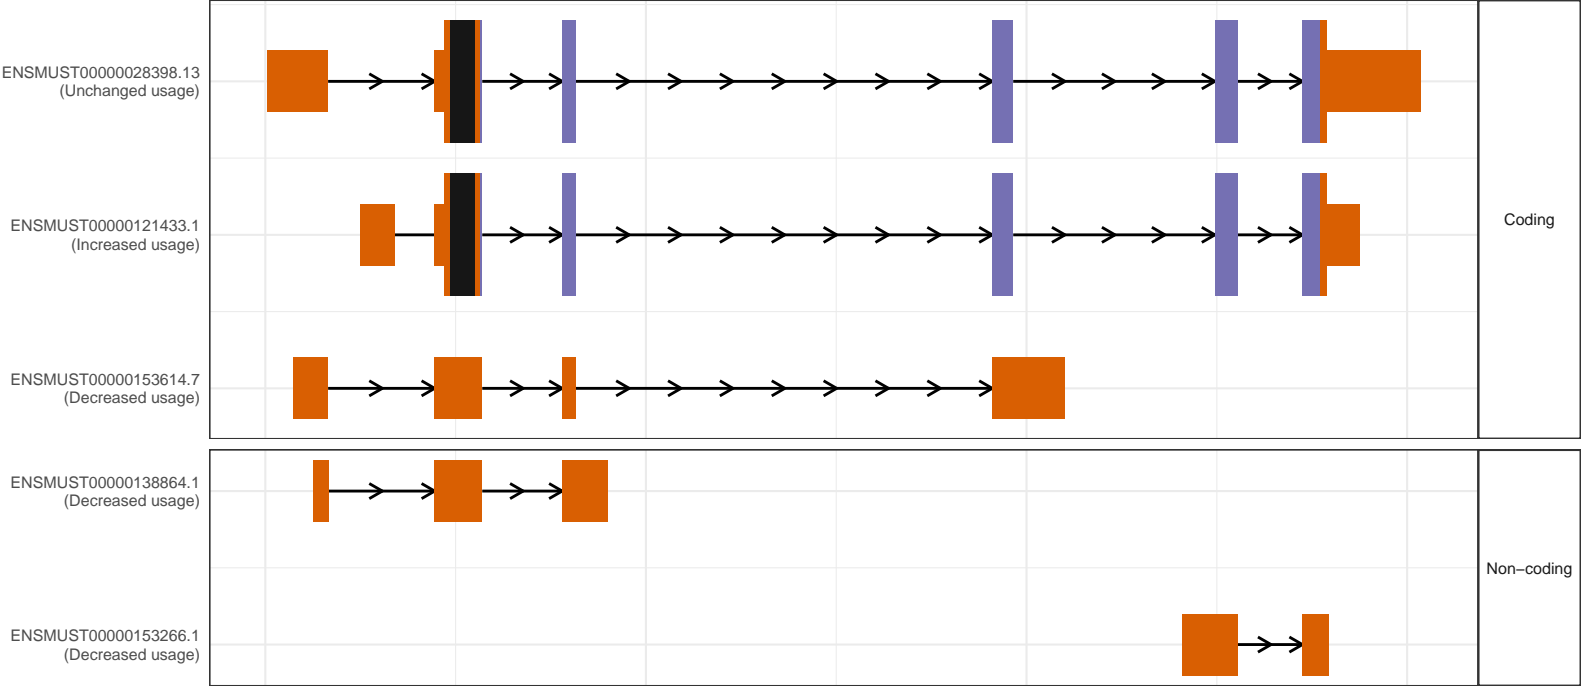 ENSMUST00000028398.13
(Unchanged usage)
ENSMUST00000121433.1
(Increased usage)
Coding
ENSMUST00000153614.7
(Decreased usage)
ENSMUST00000138864.1
(Decreased usage)
Non−coding
ENSMUST00000153266.1
(Decreased usage)